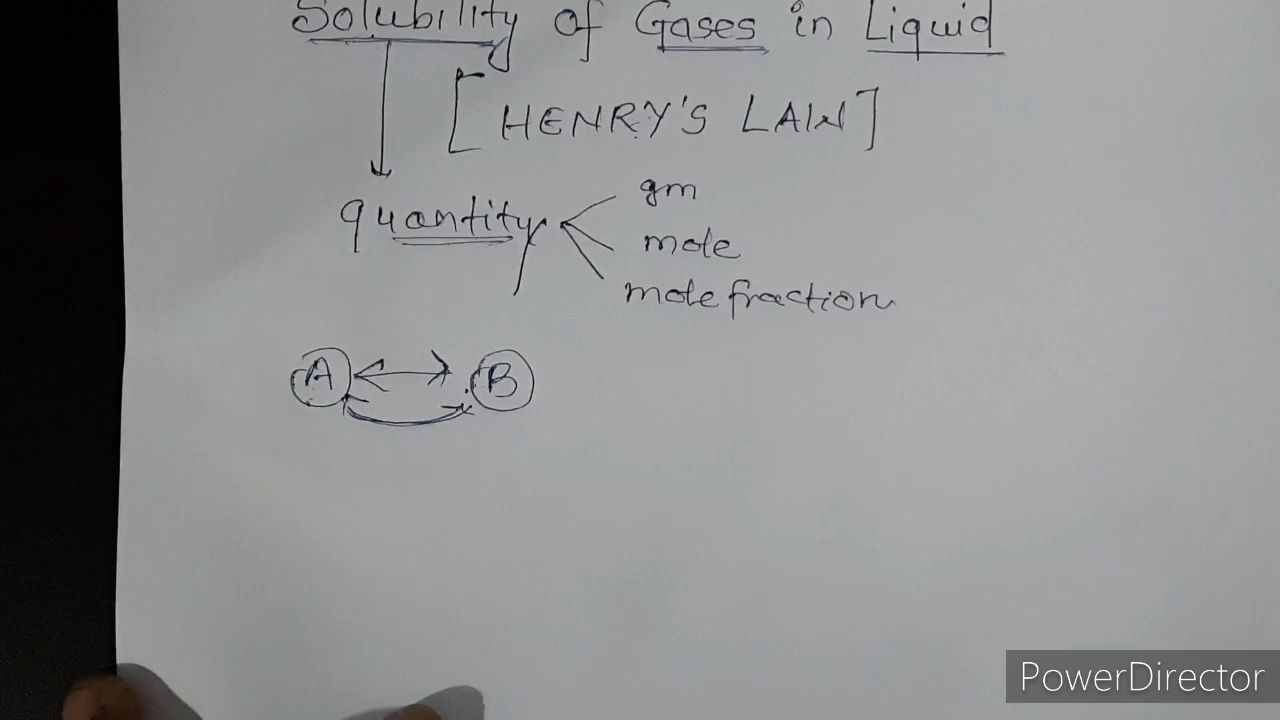 Solubility of Gases in Liquid
[HENRY'S LAW]
quantity
gm
mole
mole fraction
A B
PowerDirector